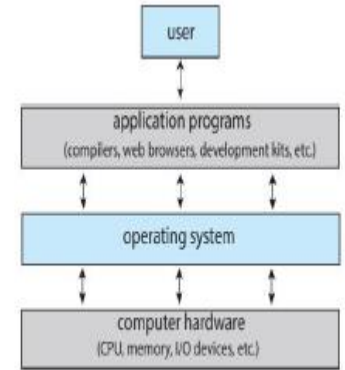 user
application programs
(compilers, web browsers, development kits, etc.)
operating system
computer hardware
(CPU, memory, I/O devices, etc.)